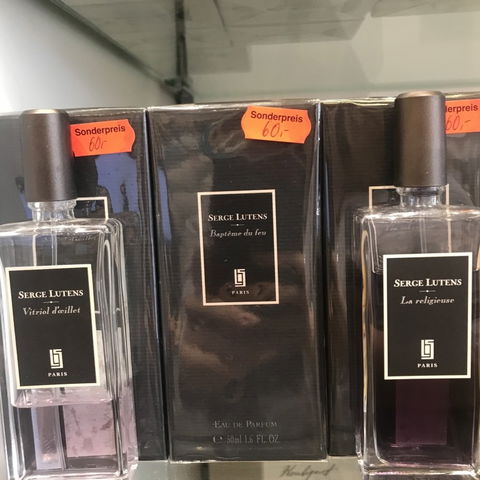 Sonderpreis
60,-
SERGE LUTENS
Vitriol d'œillet
PARIS
Sonderpreis
60,-
SERGE LUTENS
Baptême du feu
PARIS
EAU DE PARFUM
℮ 50ml 1.6 FL. OZ.
derpreis
60,-
SERGE LUTENS
La religieuse
PARIS